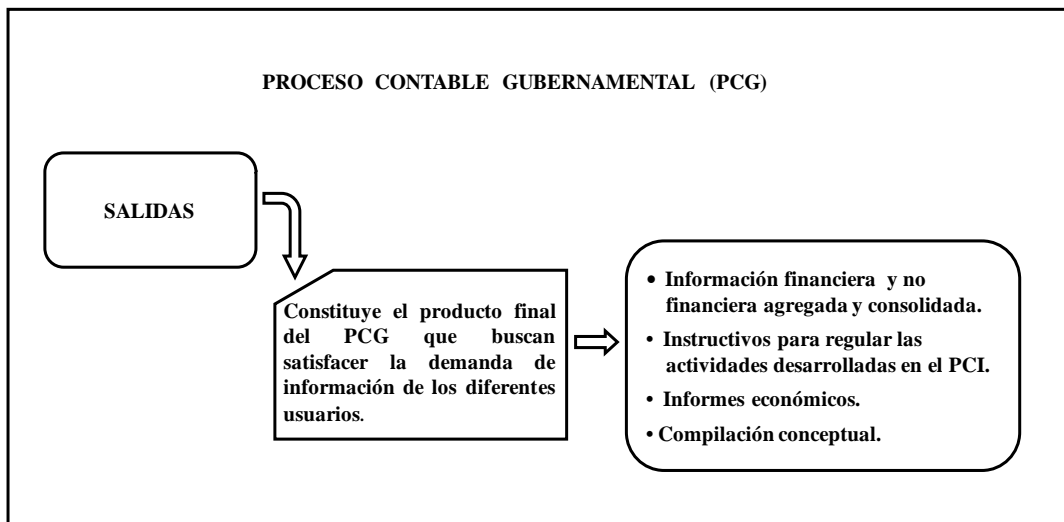 PROCESO CONTABLE GUBERNAMENTAL (PCG)
SALIDAS
Constituye el producto final
del PCG que buscan
satisfacer la demanda de
información de los diferentes
usuarios.
• Información financiera y no
financiera agregada y consolidada.
• Instructivos para regular las
actividades desarrolladas en el PCI.
• Informes económicos.
• Compilación conceptual.